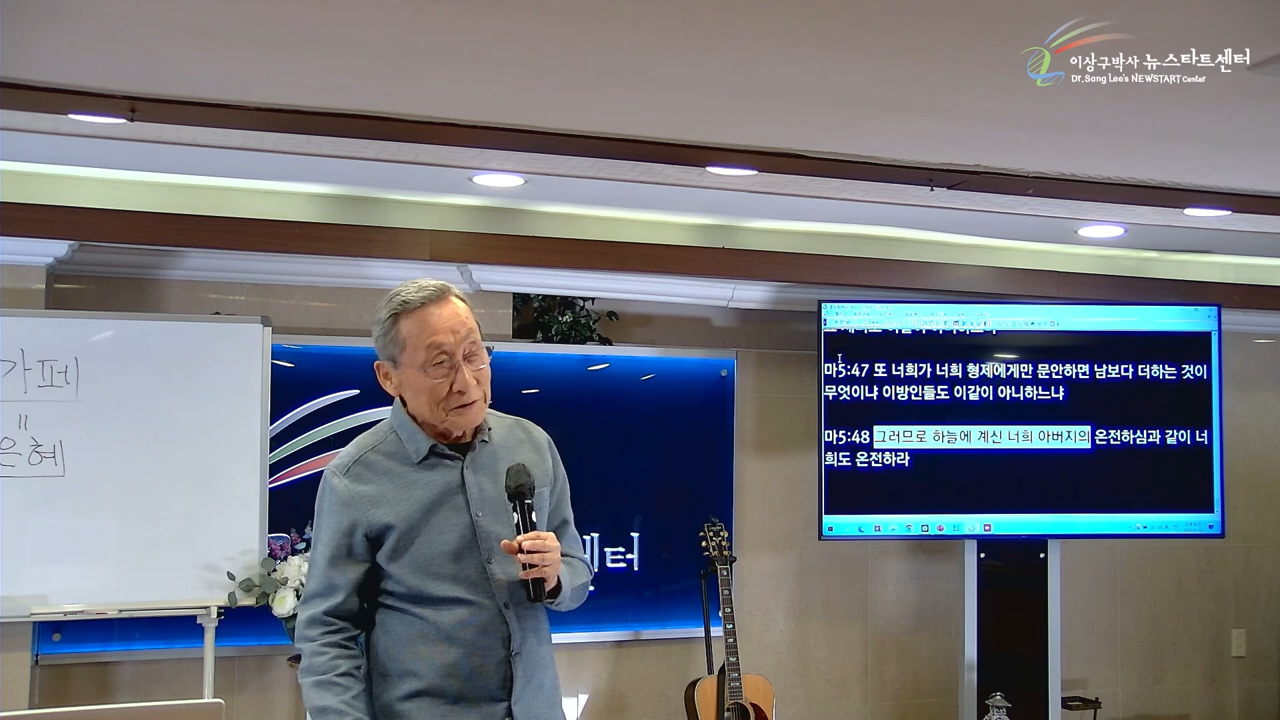 이상구박사 뉴스타트센터
Dr. Sang Lee's NEWSTART Center
마5:47 또 너희가 너희 형제에게만 문안하면 남보다 더하는 것이
무엇이냐 이방인들도 이같이 아니하느냐
마5:48 그러므로 하늘에 계신 너희 아버지의 온전하심과 같이 너
희도 온전하라
가페
=
은혜
센터